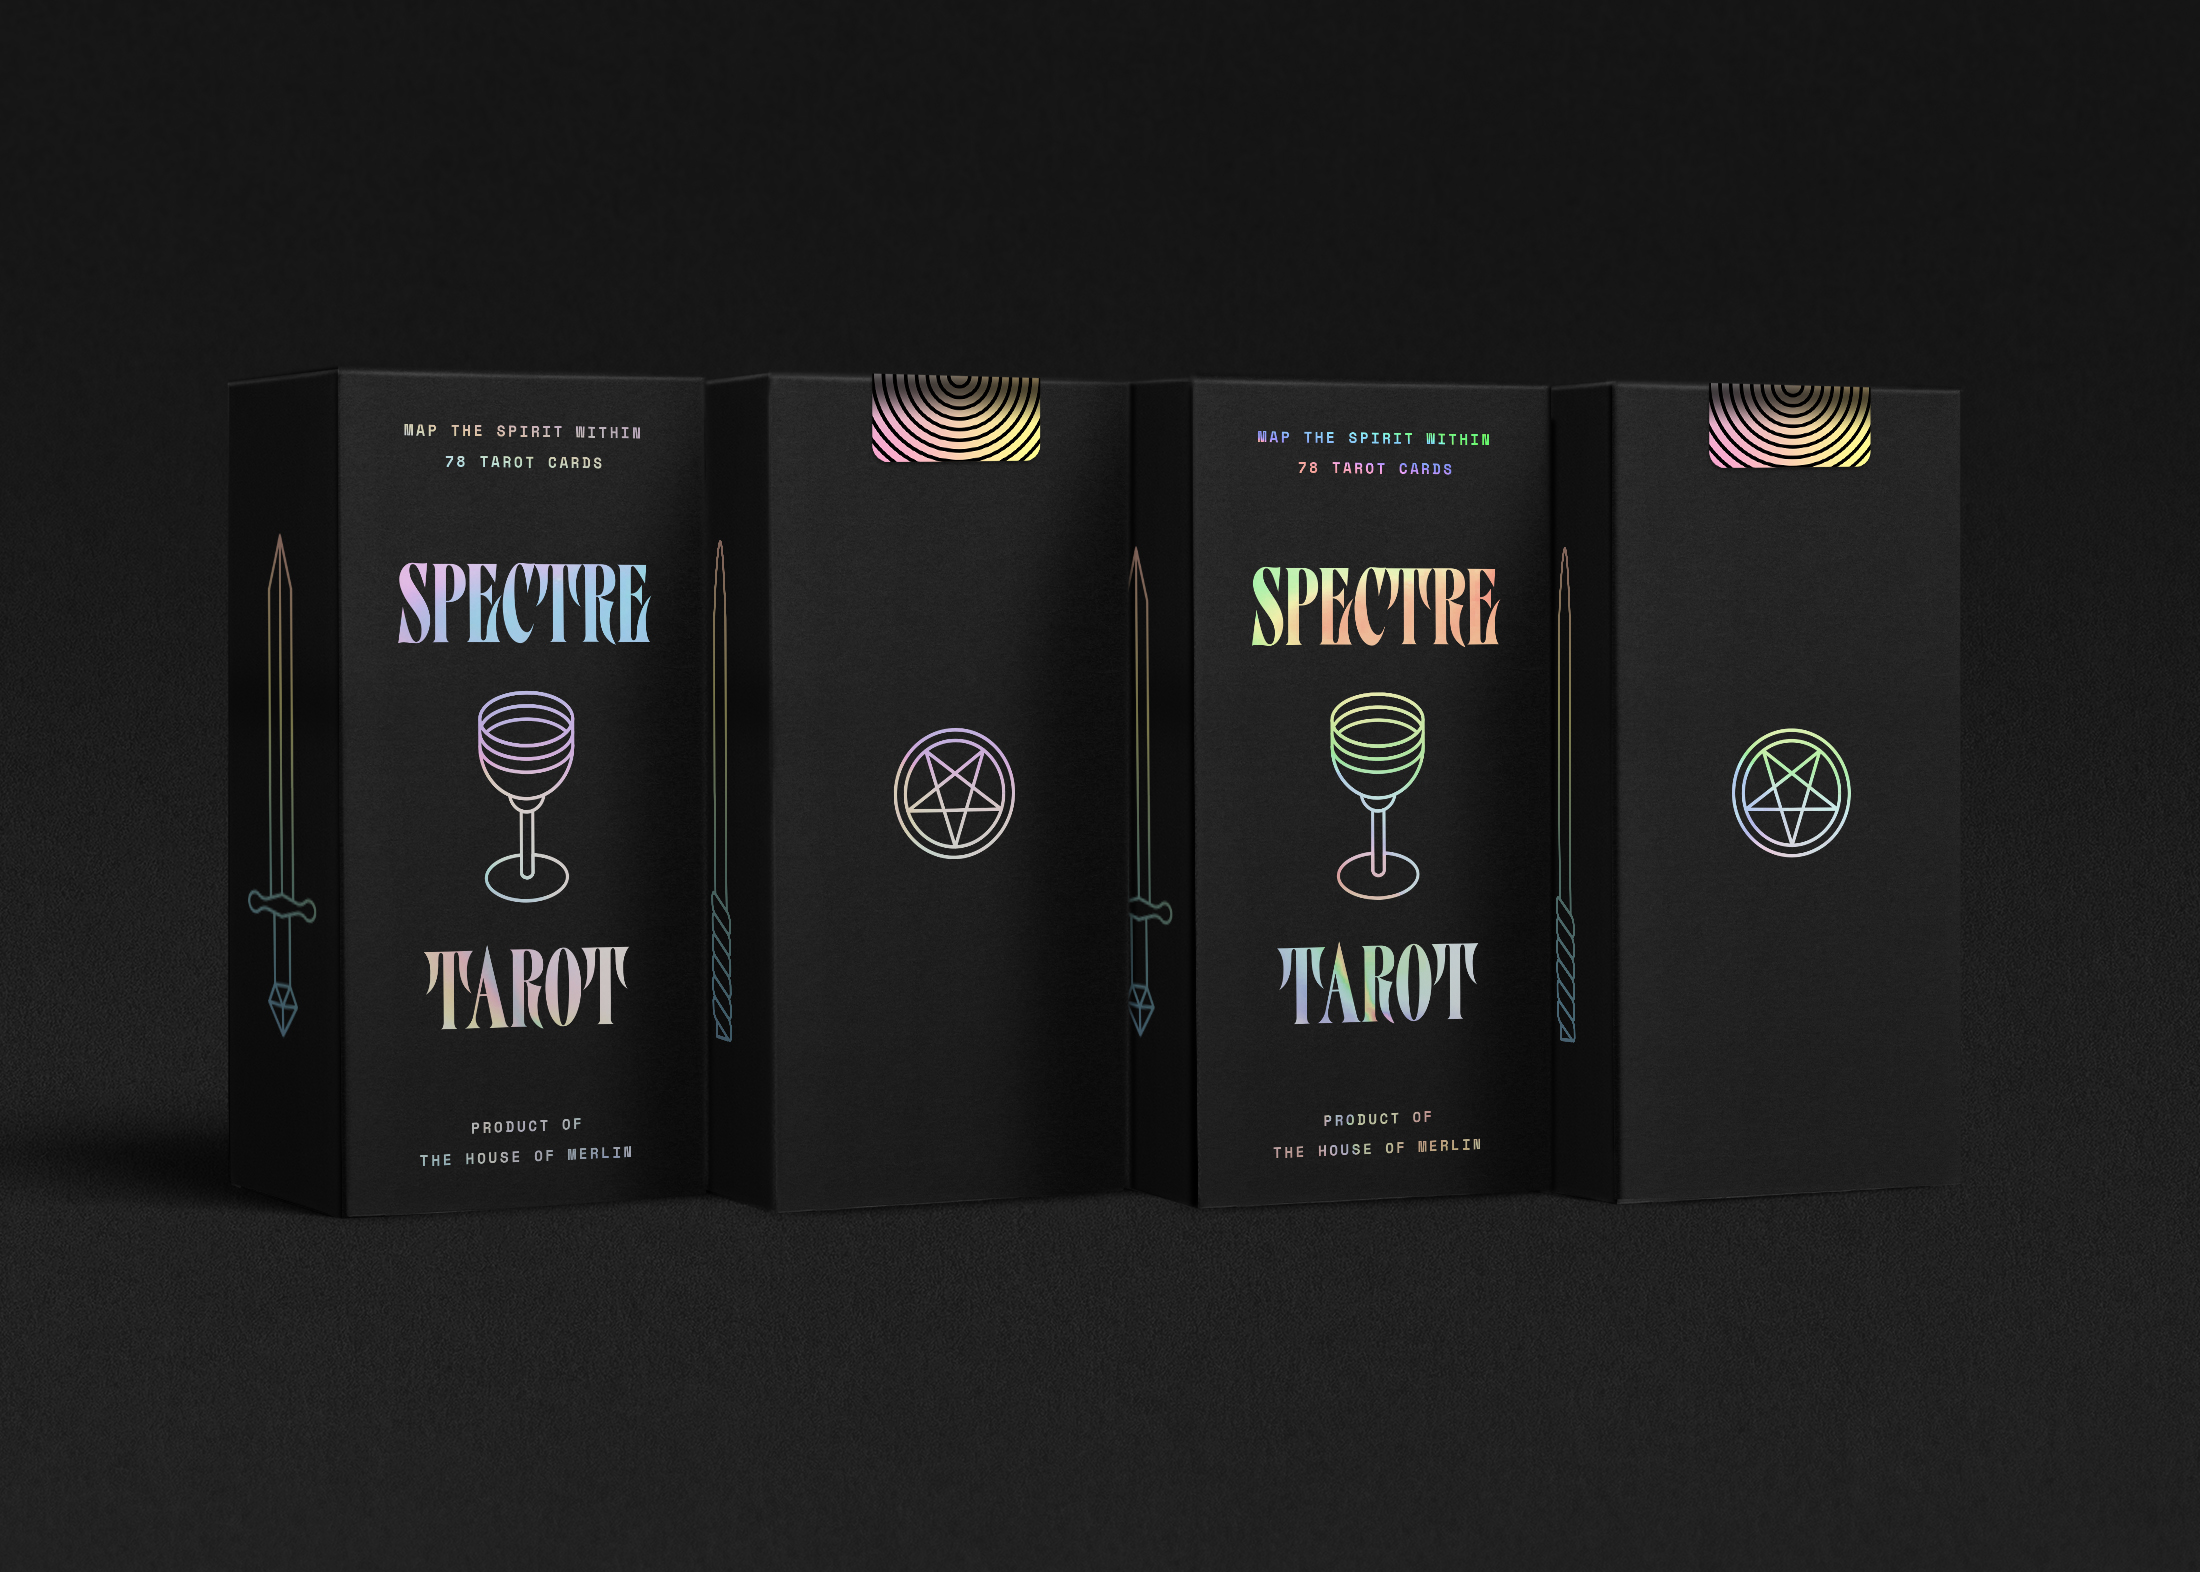 MAP THE SPIRIT WITHIN
78 TAROT CARDS
SPECTRE
TAROT
PRODUCT OF
THE HOUSE OF MERLIN
MAP THE SPIRIT WITHIN
78 TAROT CARDS
SPECTRE
TAROT
PRODUCT OF
THE HOUSE OF MERLIN